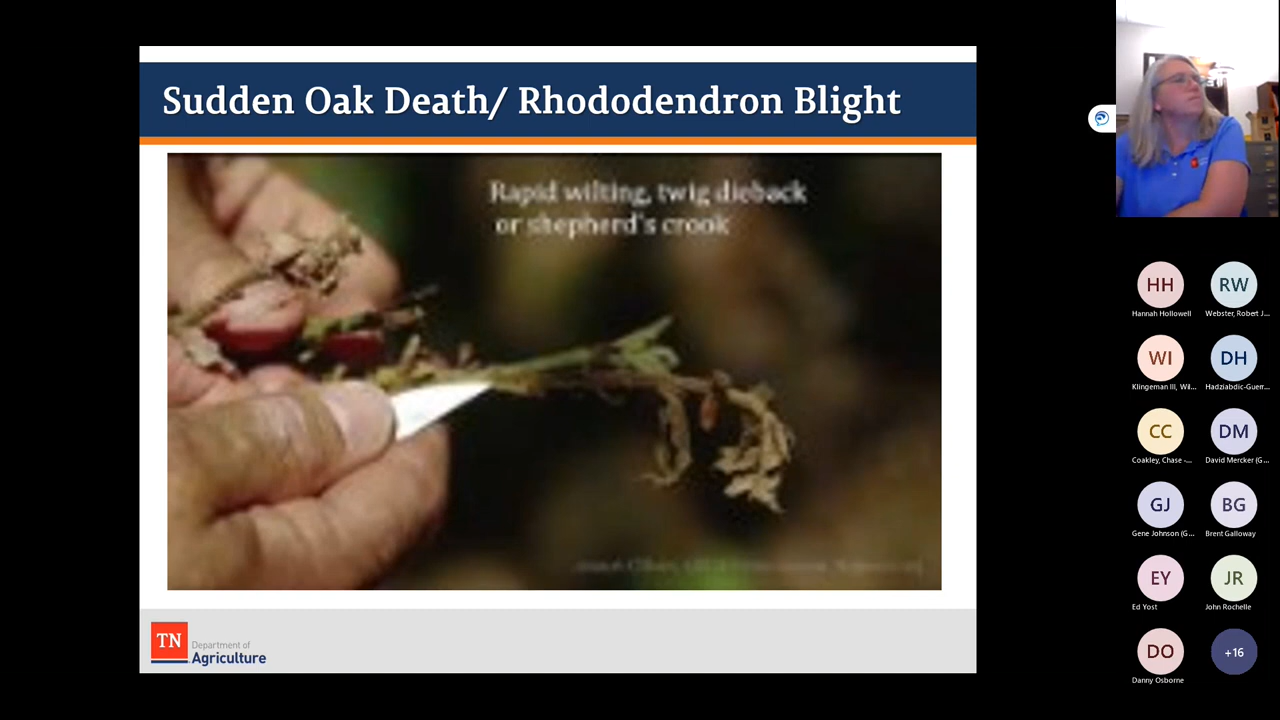 Sudden Oak Death/ Rhododendron Blight
Rapid wilting, twig dieback
or shepherd's crook
TN
Department of
Agriculture
HH
RW
Hannah Hollowell
Webster, Robert J...
WI
DH
Klingeman III, Wil...
Hadziabdic-Guerr...
CC
DM
Coakley, Chase -...
David Mercker (G...
GJ
BG
Gene Johnson (G...
Brent Galloway
EY
JR
Ed Yost
John Rochelle
DO
+16
Danny Osborne